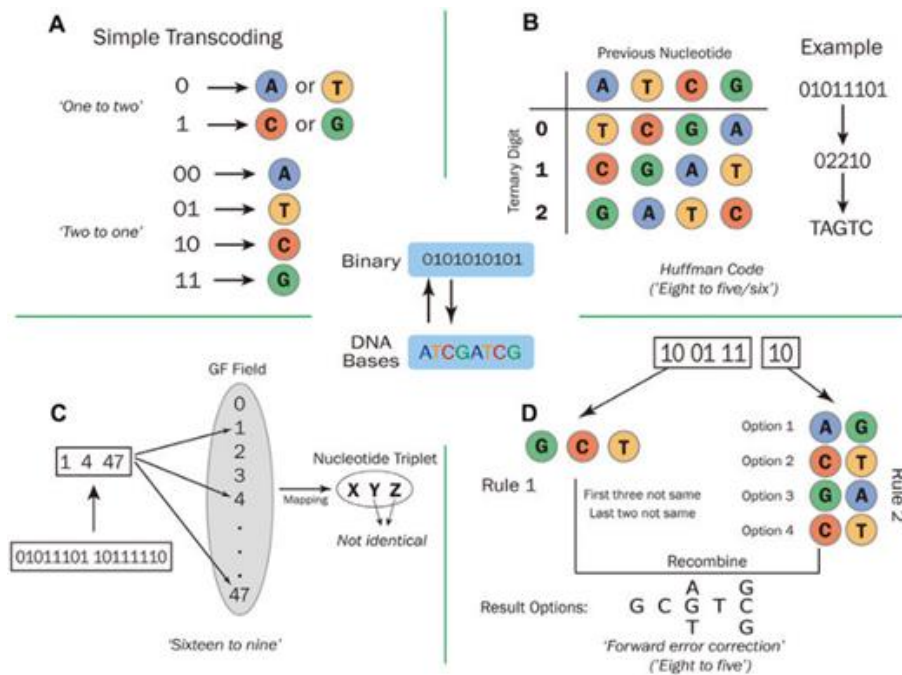 A
Simple Transcoding
'One to two'
0 A or T
1 C or G
'Two to one'
00 A
01 T
10 C
11 G
B
Previous Nucleotide
A T C G
Ternary Digit
0 T C G A
1 C G A T
2 G A T C
Huffman Code
('Eight to five/six')
Example
01011101
02210
TAGTC
Binary 0101010101
DNA
Bases
ATCGATCG
C
GF Field
0
1
2
3
4
.
.
.
47
1 4 47
01011101 10111110
Mapping
Nucleotide Triplet
X Y Z
Not identical
'Sixteen to nine'
D
10 01 11 10
G C T
Rule 1
First three not same
Last two not same
Option 1 A G
Option 2 C T
Option 3 G A
Option 4 C T
Rule 2
Recombine
A G
Result Options: G C G T C
T G
'Forward error correction'
('Eight to five')